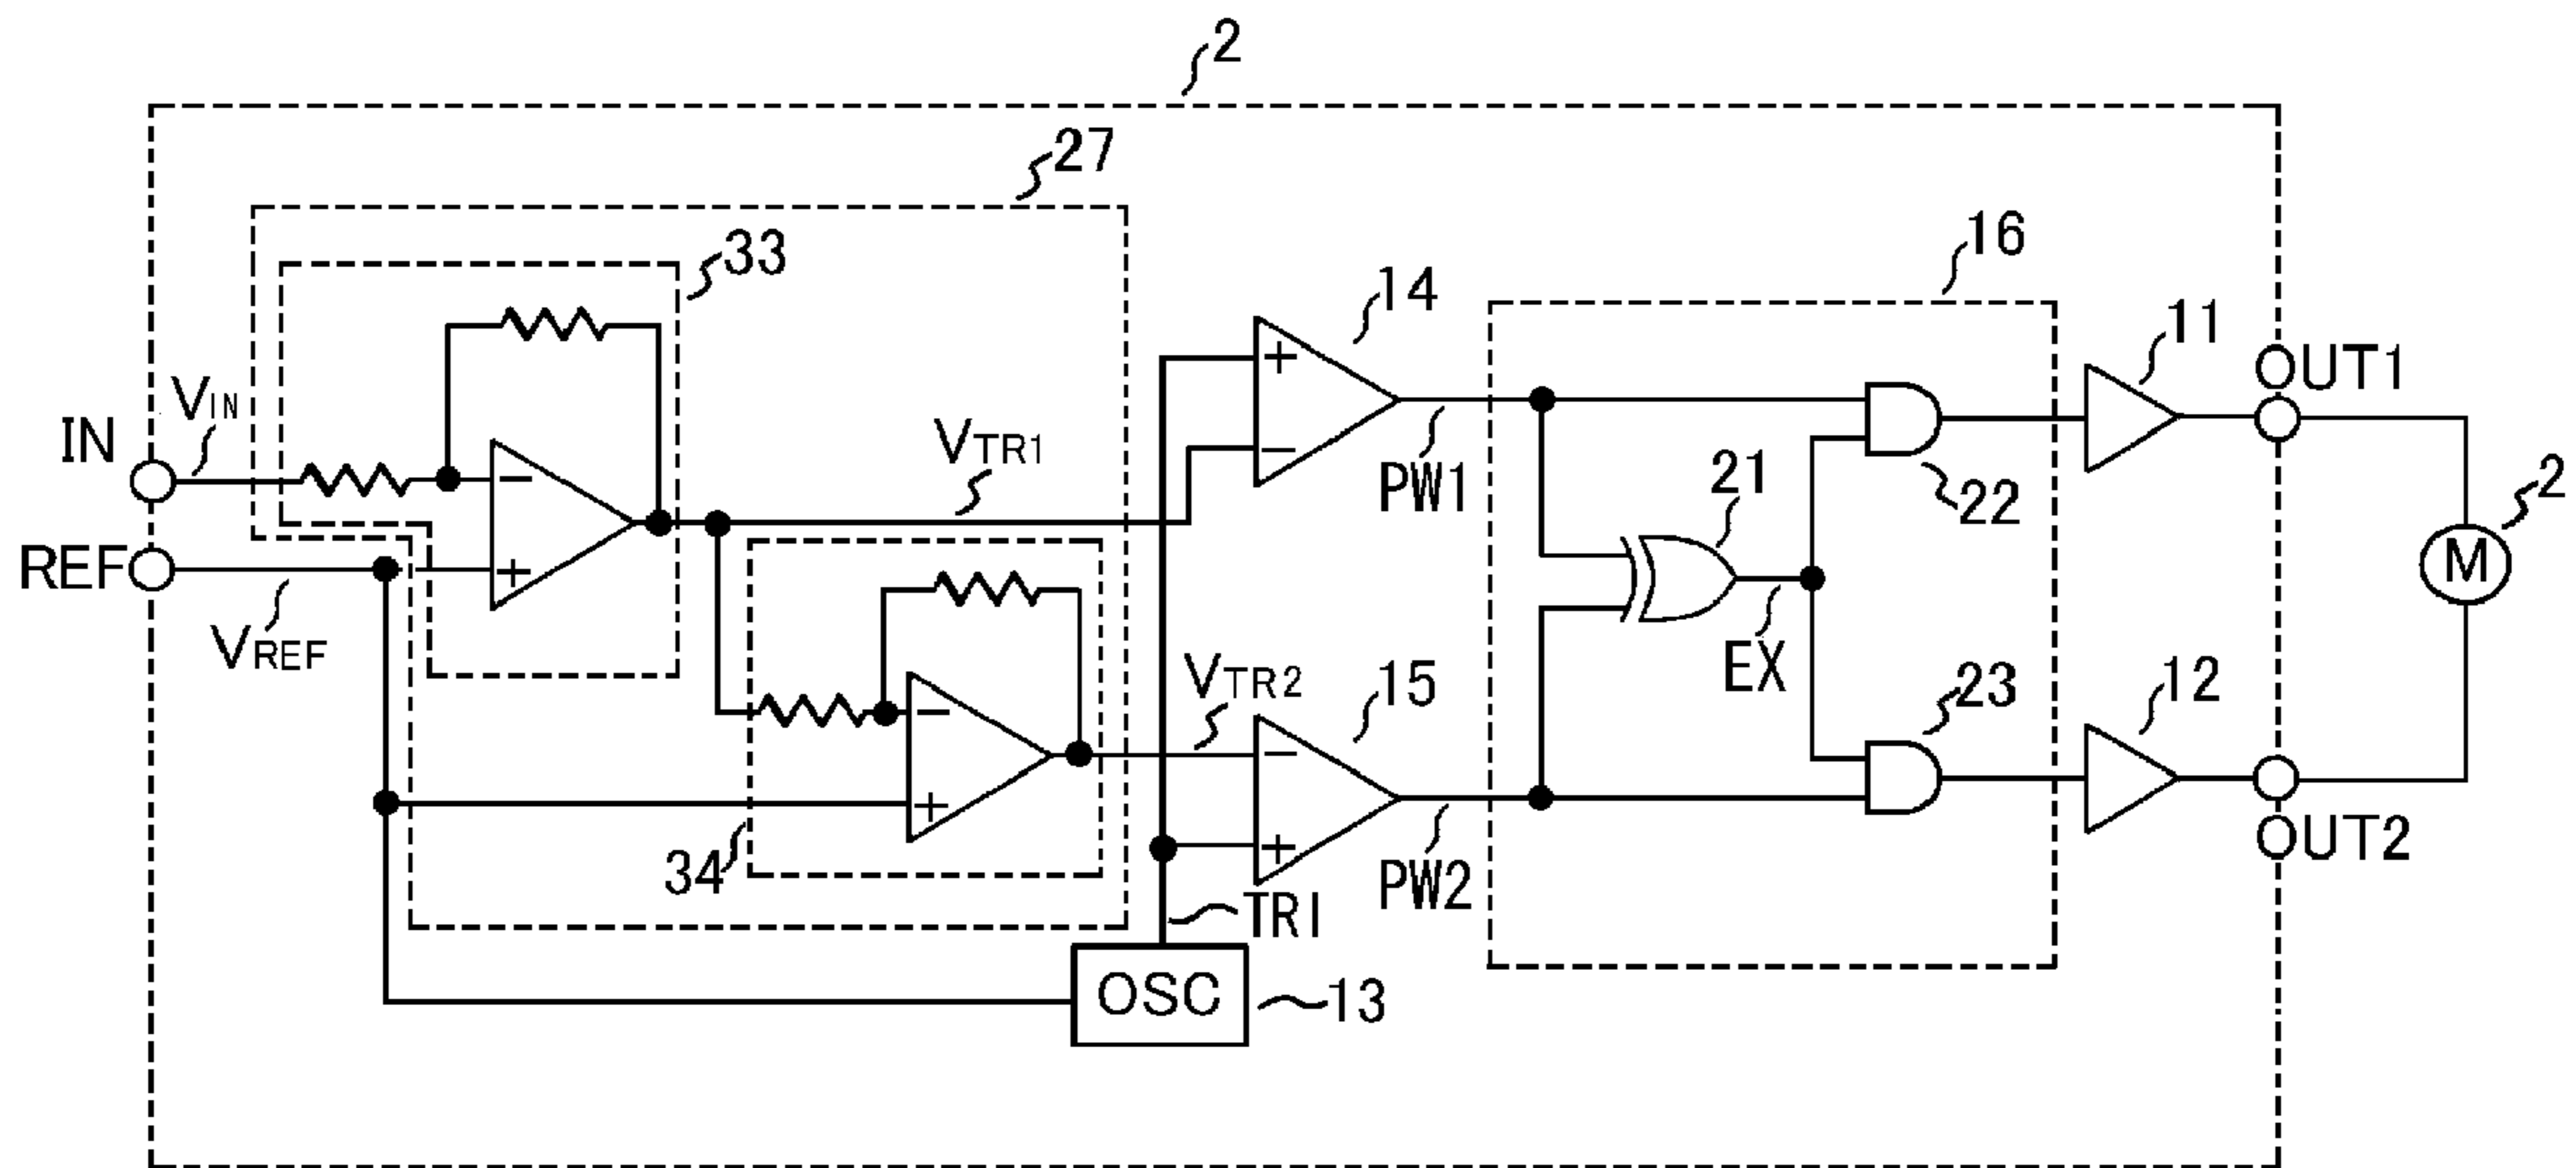 2
27
33
16
14
11
OUT1
VIN
IN
VTR1
PW1
21
22
2
REF
M
VREF
EX
VTR2
15
23
12
34
PW2
OUT2
TRI
OSC
13